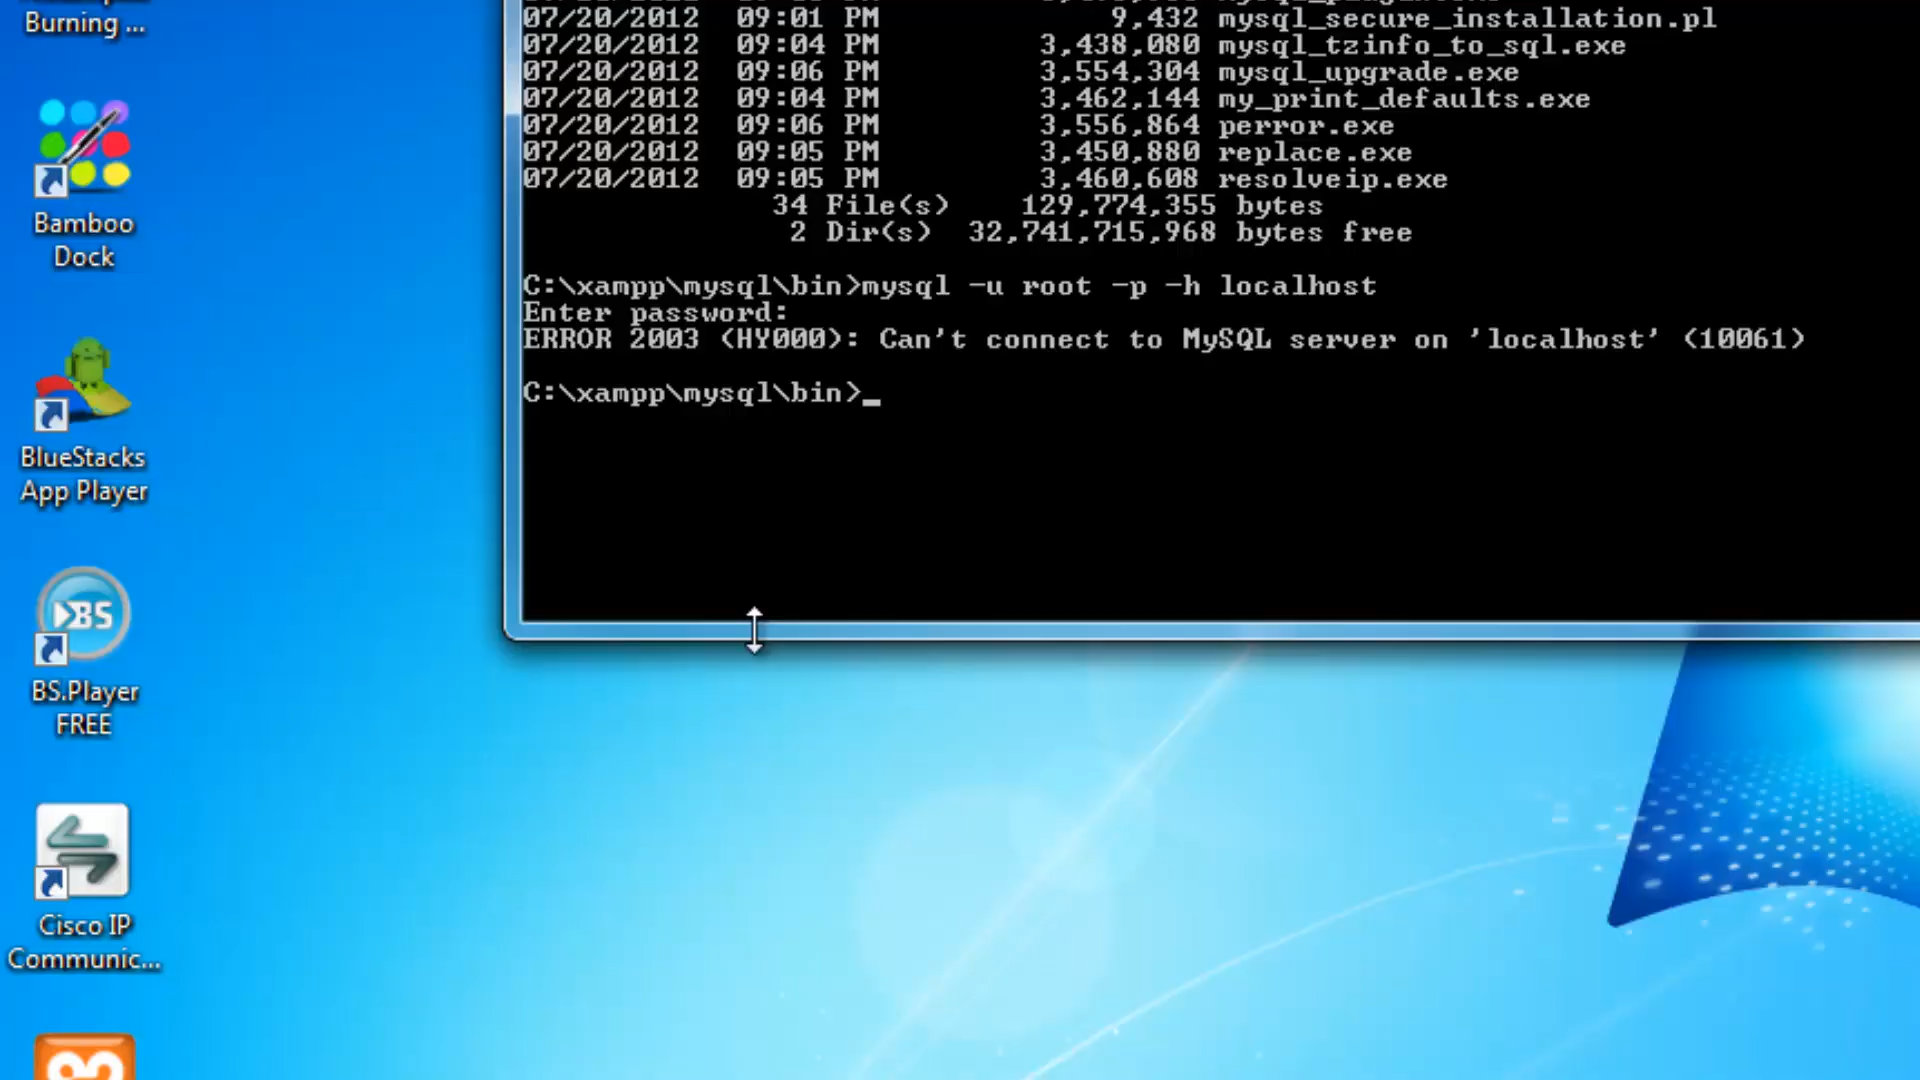 Burning ...
Bamboo
Dock
BlueStacks
App Player
BS
BS.Player
FREE
Cisco IP
Communic...
07/20/2012 09:01 PM 9,432 mysql_secure_installation.pl
07/20/2012 09:04 PM 3,438,080 mysql_tzinfo_to_sql.exe
07/20/2012 09:06 PM 3,554,304 mysql_upgrade.exe
07/20/2012 09:04 PM 3,462,144 my_print_defaults.exe
07/20/2012 09:06 PM 3,556,864 perror.exe
07/20/2012 09:05 PM 3,450,880 replace.exe
07/20/2012 09:05 PM 3,460,608 resolveip.exe
34 File(s) 129,774,355 bytes
2 Dir(s) 32,741,715,968 bytes free
C:\xampp\mysql\bin>mysql -u root -p -h localhost
Enter password:
ERROR 2003 (HY000): Can't connect to MySQL server on 'localhost' (10061)
C:\xampp\mysql\bin>_